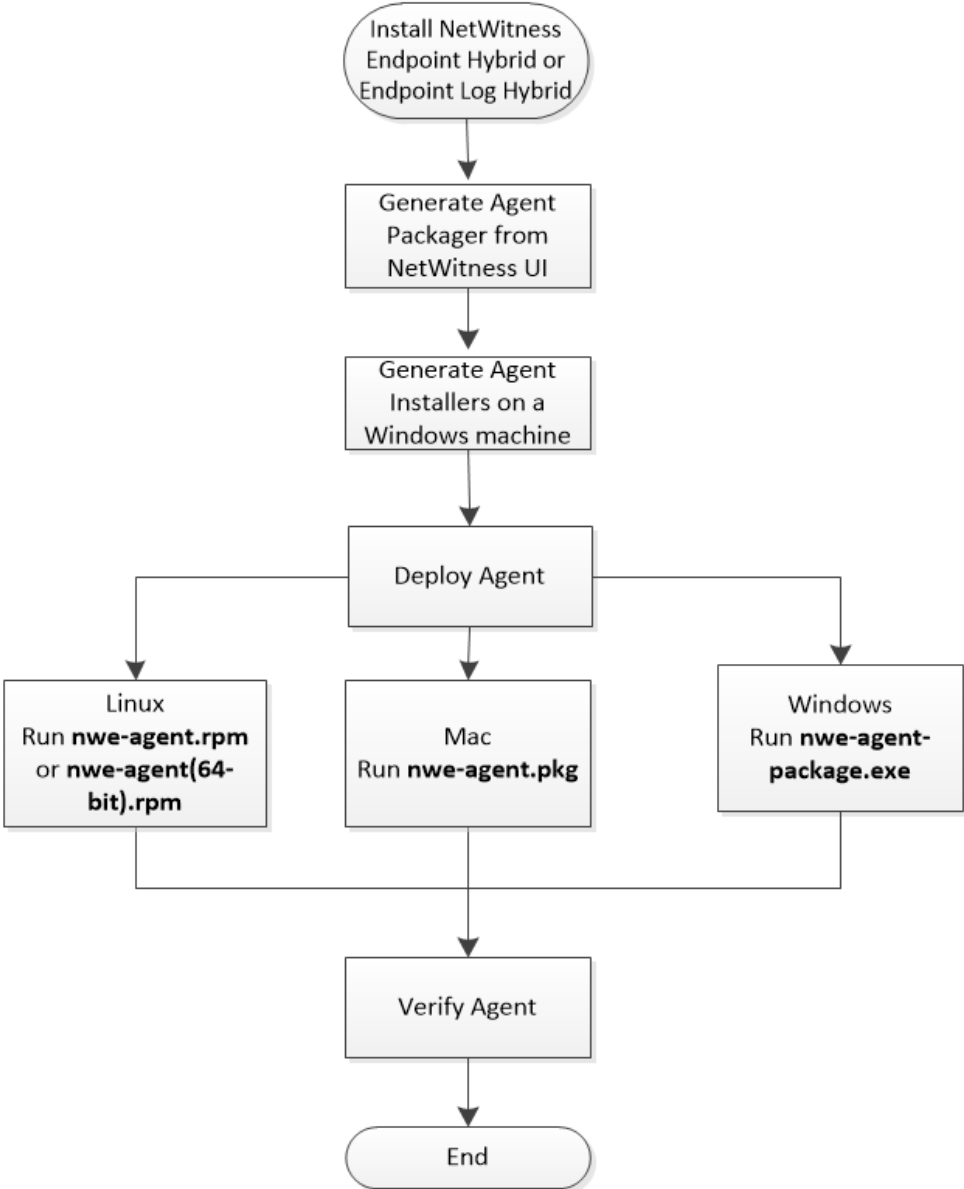 Install NetWitness
Endpoint Hybrid or
Endpoint Log Hybrid
Generate Agent
Packager from
NetWitness UI
Generate Agent
Installers on a
Windows machine
Deploy Agent
Linux
Run nwe-agent.rpm
or nwe-agent(64-
bit).rpm
Mac
Run nwe-agent.pkg
Windows
Run nwe-agent-
package.exe
Verify Agent
End